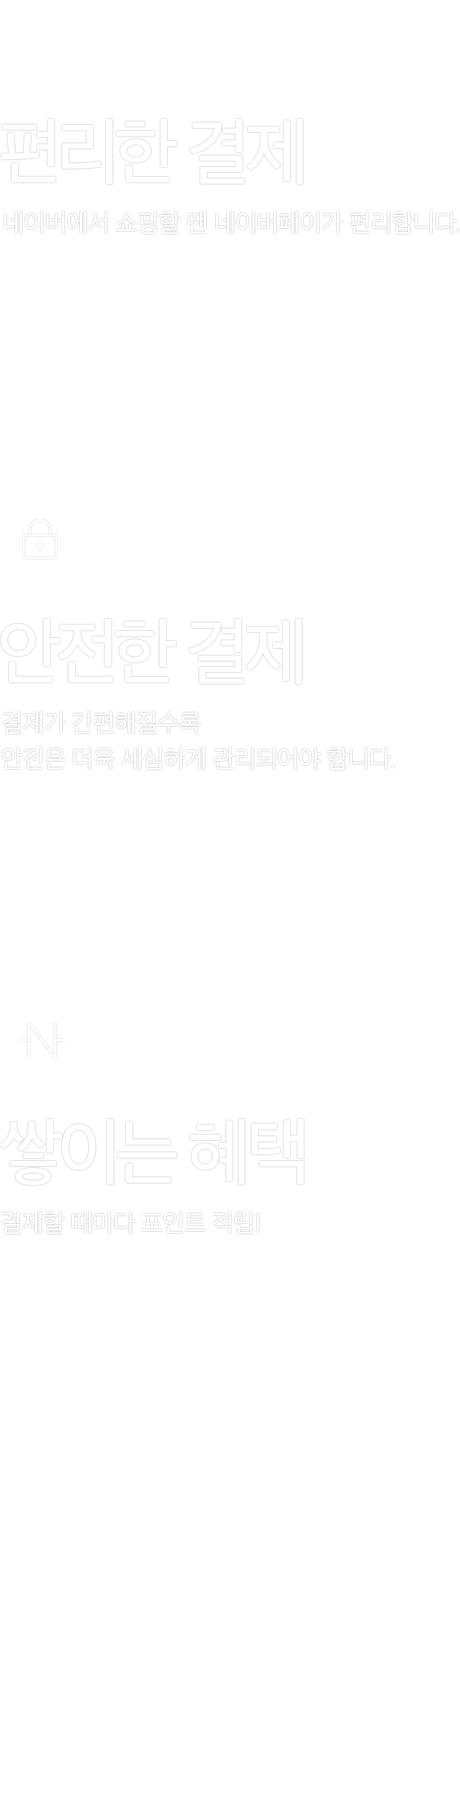 편리한 결제
네이버에서 쇼핑할 땐 네이버페이가 편리합니다.
안전한 결제
결제가 간편해질수록
안전은 더욱 세심하게 관리되어야 합니다.
쌓이는 혜택
결제할 때마다 포인트 적립!